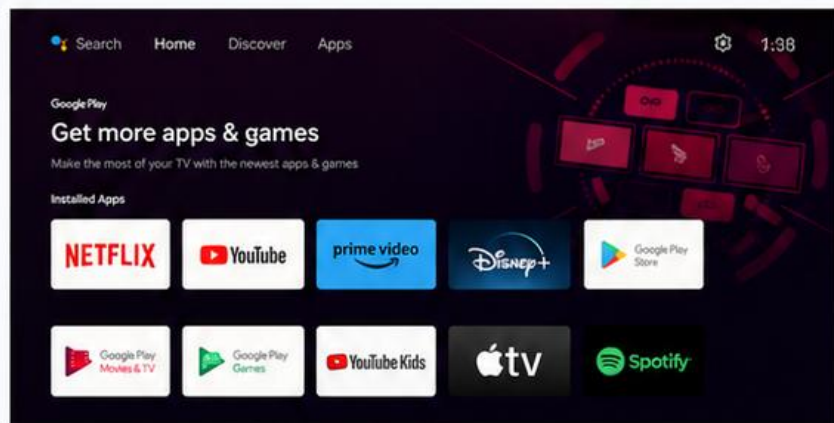 Search Home Discover Apps
Google Play
Get more apps & games
Make the most of your TV with the newest apps & games
Installed Apps
NETFLIX YouTube prime video Disney+ Google Play Store
Google Play Movies & TV Google Play Games YouTube Kids tv Spotify